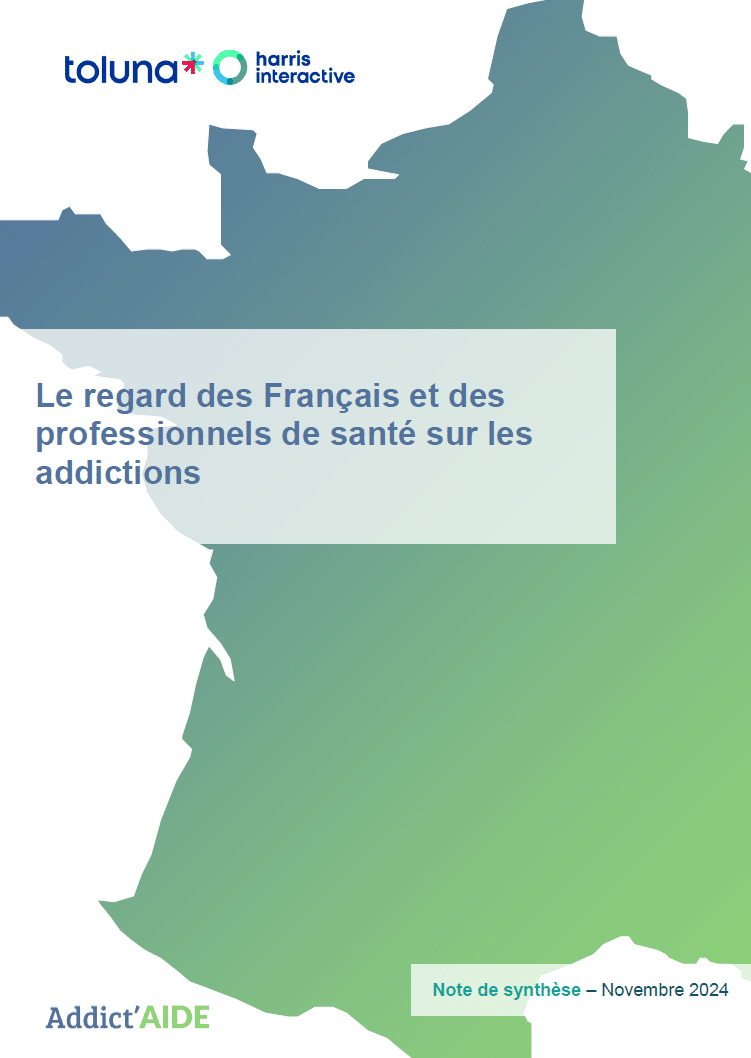 toluna* harris interactive
Le regard des Français et des
professionnels de santé sur les
addictions
Note de synthèse – Novembre 2024
Addict'AIDE